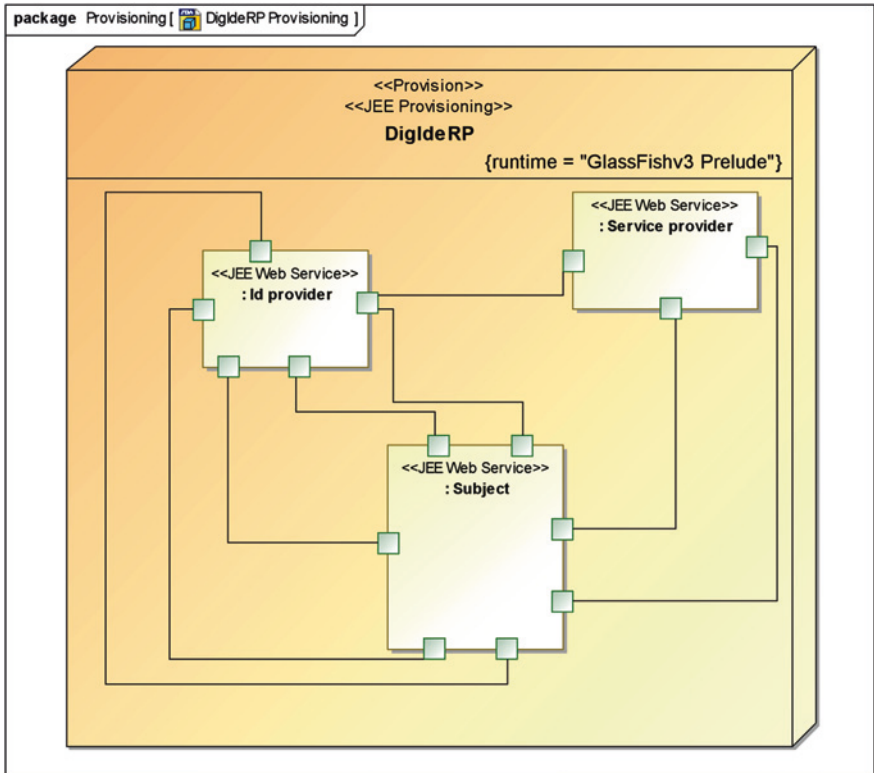 package Provisioning [ DigIdeRP Provisioning ]
<<Provision>>
<<JEE Provisioning>>
DigIdeRP
{runtime = "GlassFishv3 Prelude"}
<<JEE Web Service>>
: Service provider
<<JEE Web Service>>
: Id provider
<<JEE Web Service>>
: Subject